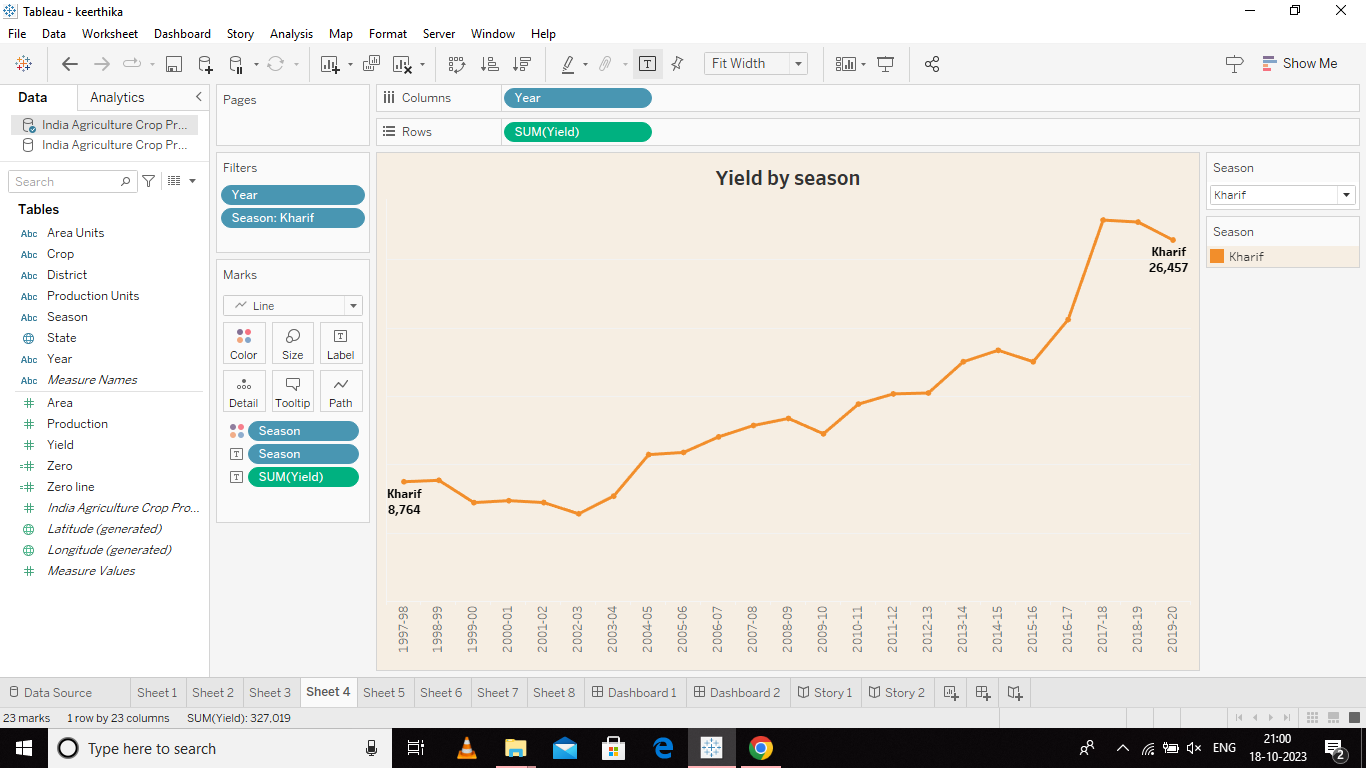 Tableau - keerthika
File Data Worksheet Dashboard Story Analysis Map Format Server Window Help
Fit Width
Show Me
Data Analytics
India Agriculture Crop Pr...
India Agriculture Crop Pr...
Search
Tables
Abc Area Units
Abc Crop
Abc District
Abc Production Units
Abc Season
State
Abc Year
Abc Measure Names
Area
Production
Yield
Zero
Zero line
India Agriculture Crop Pro...
Latitude (generated)
Longitude (generated)
Measure Values
Pages
Filters
Year
Season: Kharif
Marks
Line
Color Size Label
Detail Tooltip Path
Season
Season
SUM(Yield)
Columns Year
Rows SUM(Yield)
Yield by season
Kharif
26,457
Kharif
8,764
1997-98
1998-99
1999-00
2000-01
2001-02
2002-03
2003-04
2004-05
2005-06
2006-07
2007-08
2008-09
2009-10
2010-11
2011-12
2012-13
2013-14
2014-15
2015-16
2016-17
2017-18
2018-19
2019-20
Season
Kharif
Season
Kharif
Data Source Sheet 1 Sheet 2 Sheet 3 Sheet 4 Sheet 5 Sheet 6 Sheet 7 Sheet 8 Dashboard 1 Dashboard 2 Story 1 Story 2
23 marks 1 row by 23 columns SUM(Yield): 327,019
Type here to search
ENG
21:00
18-10-2023
2